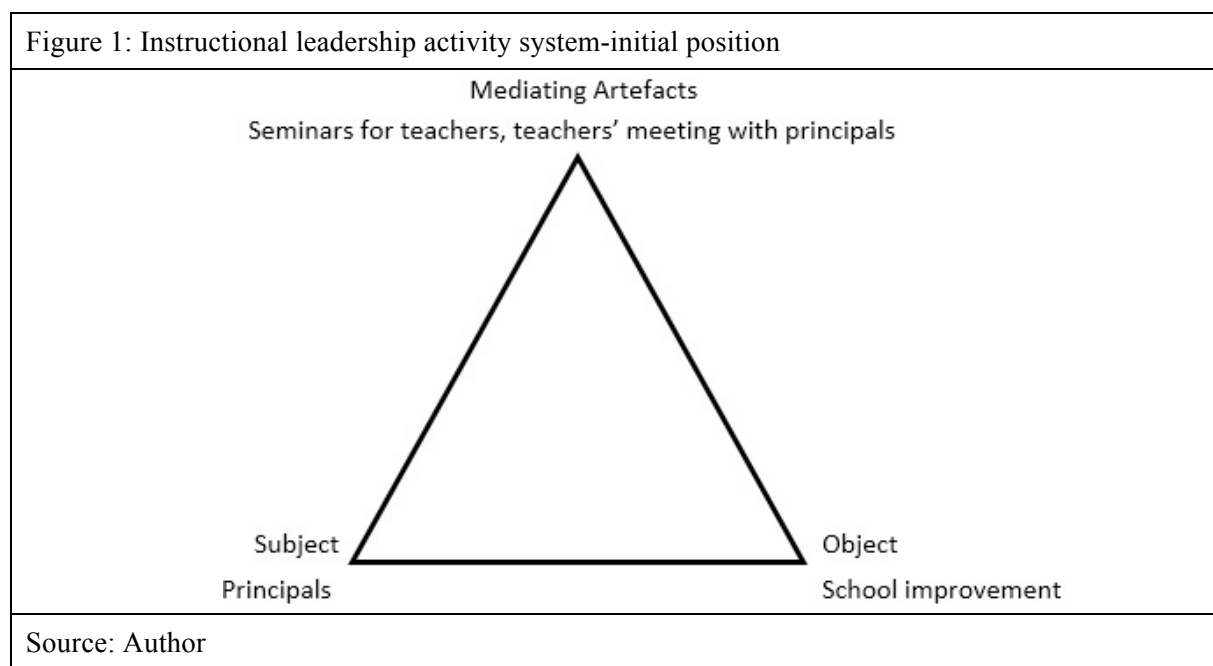 Figure 1: Instructional leadership activity system-initial position
Mediating Artefacts
Seminars for teachers, teachers’ meeting with principals
Subject
Object
Principals
School improvement
Source: Author